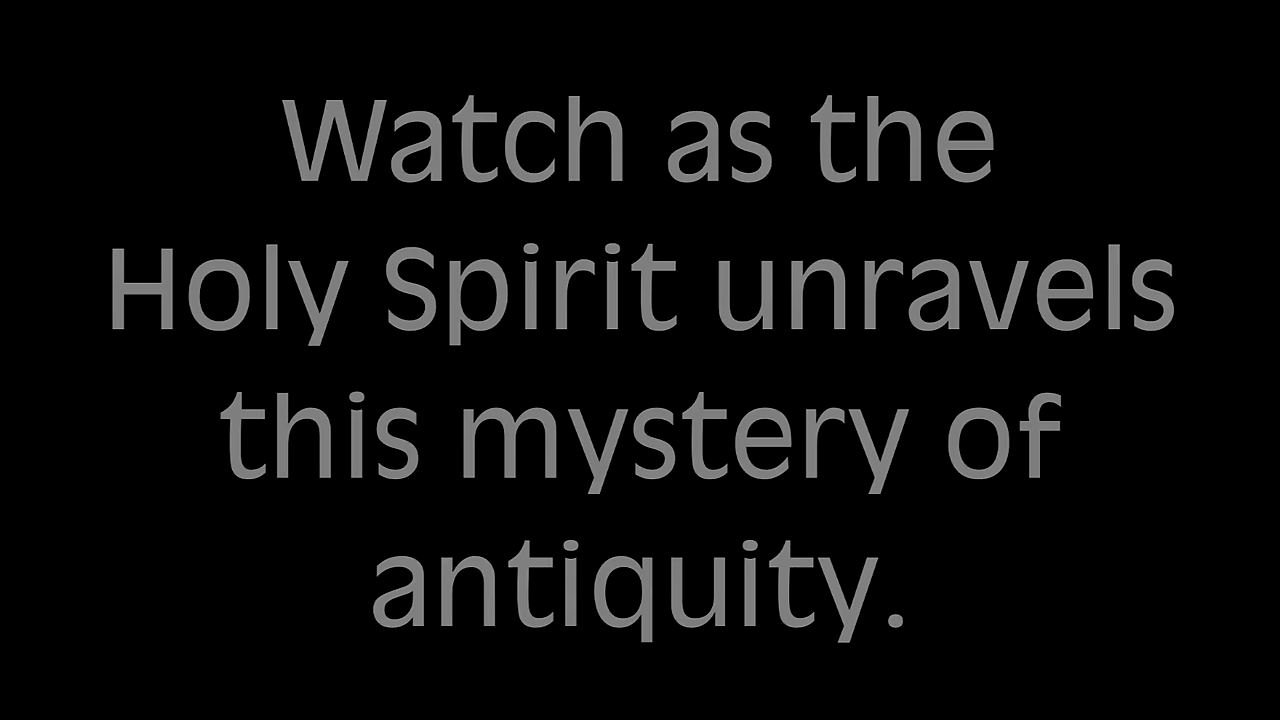 Watch as the
Holy Spirit unravels
this mystery of
antiquity.